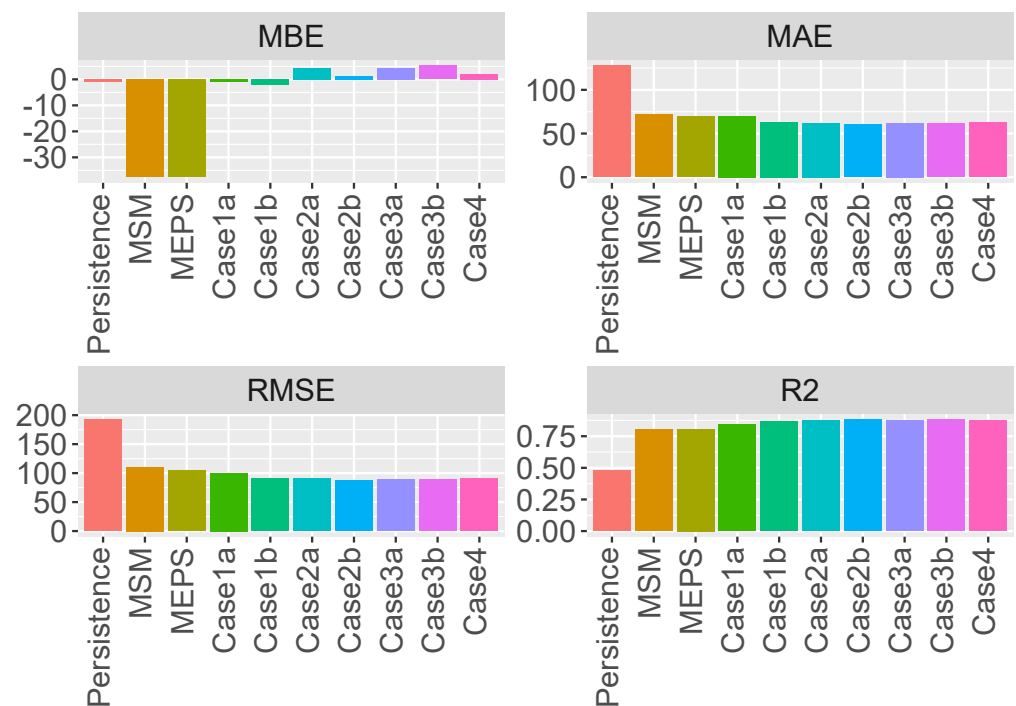 MBE
0
-10
-20
-30
Persistence
MSM
MEPS
Case1a
Case1b
Case2a
Case2b
Case3a
Case3b
Case4
MAE
100
50
0
Persistence
MSM
MEPS
Case1a
Case1b
Case2a
Case2b
Case3a
Case3b
Case4
RMSE
200
150
100
50
0
Persistence
MSM
MEPS
Case1a
Case1b
Case2a
Case2b
Case3a
Case3b
Case4
R2
0.75
0.50
0.25
0.00
Persistence
MSM
MEPS
Case1a
Case1b
Case2a
Case2b
Case3a
Case3b
Case4